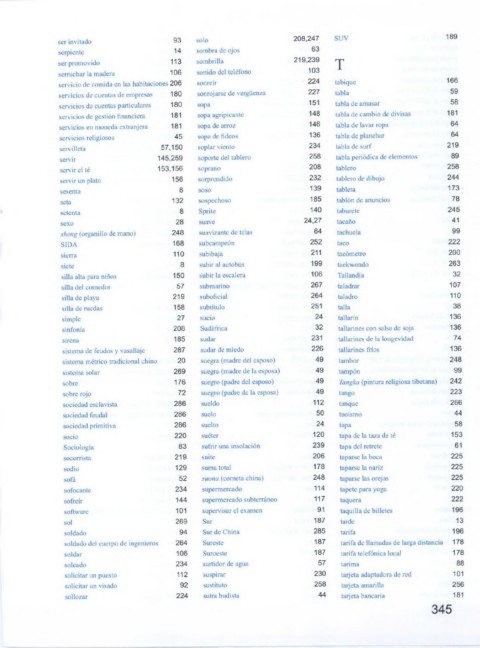 ser invitado 93
serpiente 14
ser promovido 113
serruchar la madera 106
servicio de comida en las habitaciones 206
servicios de cuentos de empresas 180
servicios de cuentas particulares 180
servicios de gestión financiera 181
servicios en moneda extranjera 181
servicios religiosos 45
servilleta 57,150
servir 145,259
servir el té 153,156
servir un plato 156
sesenta 8
seta 132
setenta 8
sexo 28
sheng (organillo de mano) 248
SIDA 168
sierra 110
siete 8
silla alta para niños 160
silla del comedor 57
silla de playa 219
silla de ruedas 158
simple 27
sinfonía 206
sirena 185
sistema de feudos y vasallaje 287
sistema métrico tradicional chino 20
sistema solar 269
sobre 176
sobre rojo 72
sociedad esclavista 286
sociedad feudal 286
sociedad primitiva 286
socio 220
Sociología 83
socorrista 219
sodio 129
sofá 52
sofocante 234
sofreír 144
software 101
sol 269
soldado 94
soldado del cuerpo de ingenieros 264
soldar 106
soleado 234
solicitar un puesto 112
solicitar un visado 92
sollozar 224
solo 208,247
sombra de ojos 63
sombrilla 219,239
sonido del teléfono 103
sonreír 224
sonrojarse de vergüenza 227
sopa 151
sopa agripicante 148
sopa de arroz 146
sopa de fideos 136
soplar viento 234
soporte del tablero 258
soprano 208
sorprendido 232
soso 139
sospechoso 185
Sprite 140
suave 24,27
suavizante de telas 64
subcampeón 252
subibaja 211
subir al autobús 199
subir la escalera 106
submarino 267
suboficial 264
subtítulo 251
sucio 24
Sudáfrica 32
sudar 231
sudar de miedo 226
suegra (madre del esposo) 49
suegra (madre de la esposa) 49
suegro (padre del esposo) 49
suegro (padre de la esposa) 49
sueldo 112
suelo 50
suelto 24
suéter 120
sufrir una insolación 239
suite 206
suma total 178
suona (corneta china) 248
supermercado 114
supermercado subterráneo 117
supervisar el examen 91
Sur 187
Sur de China 285
Sureste 187
Suroeste 187
surtidor de agua 57
suspirar 230
sustituto 258
sutra budista 44
SUV 189
T
tabique 166
tabla 59
tabla de amasar 58
tabla de cambio de divisas 181
tabla de lavar ropa 64
tabla de planchar 64
tabla de surf 219
tabla periódica de elementos 89
tablero 258
tablero de dibujo 244
tableta 173
tablón de anuncios 78
taburete 245
tacaño 41
tachuela 99
taco 222
tacómetro 200
taekwondo 263
Tailandia 32
taladrar 107
taladro 110
talla 38
tallarín 136
tallarines con salsa de soja 136
tallarines de la longevidad 74
tallarines fritos 136
tambor 248
tampón 99
Tangka (pintura religiosa tibetana) 242
tango 223
tanque 266
taoísmo 44
tapa 58
tapa de la taza de té 153
tapa del retrete 61
taparse la boca 225
taparse la nariz 225
taparse las orejas 225
tapete para yoga 220
taquera 222
taquilla de billetes 196
tarde 13
tarifa 196
tarifa de llamadas de larga distancia 178
tarifa telefónica local 178
tarima 88
tarjeta adaptadora de red 101
tarjeta amarilla 256
tarjeta bancaria 181
345